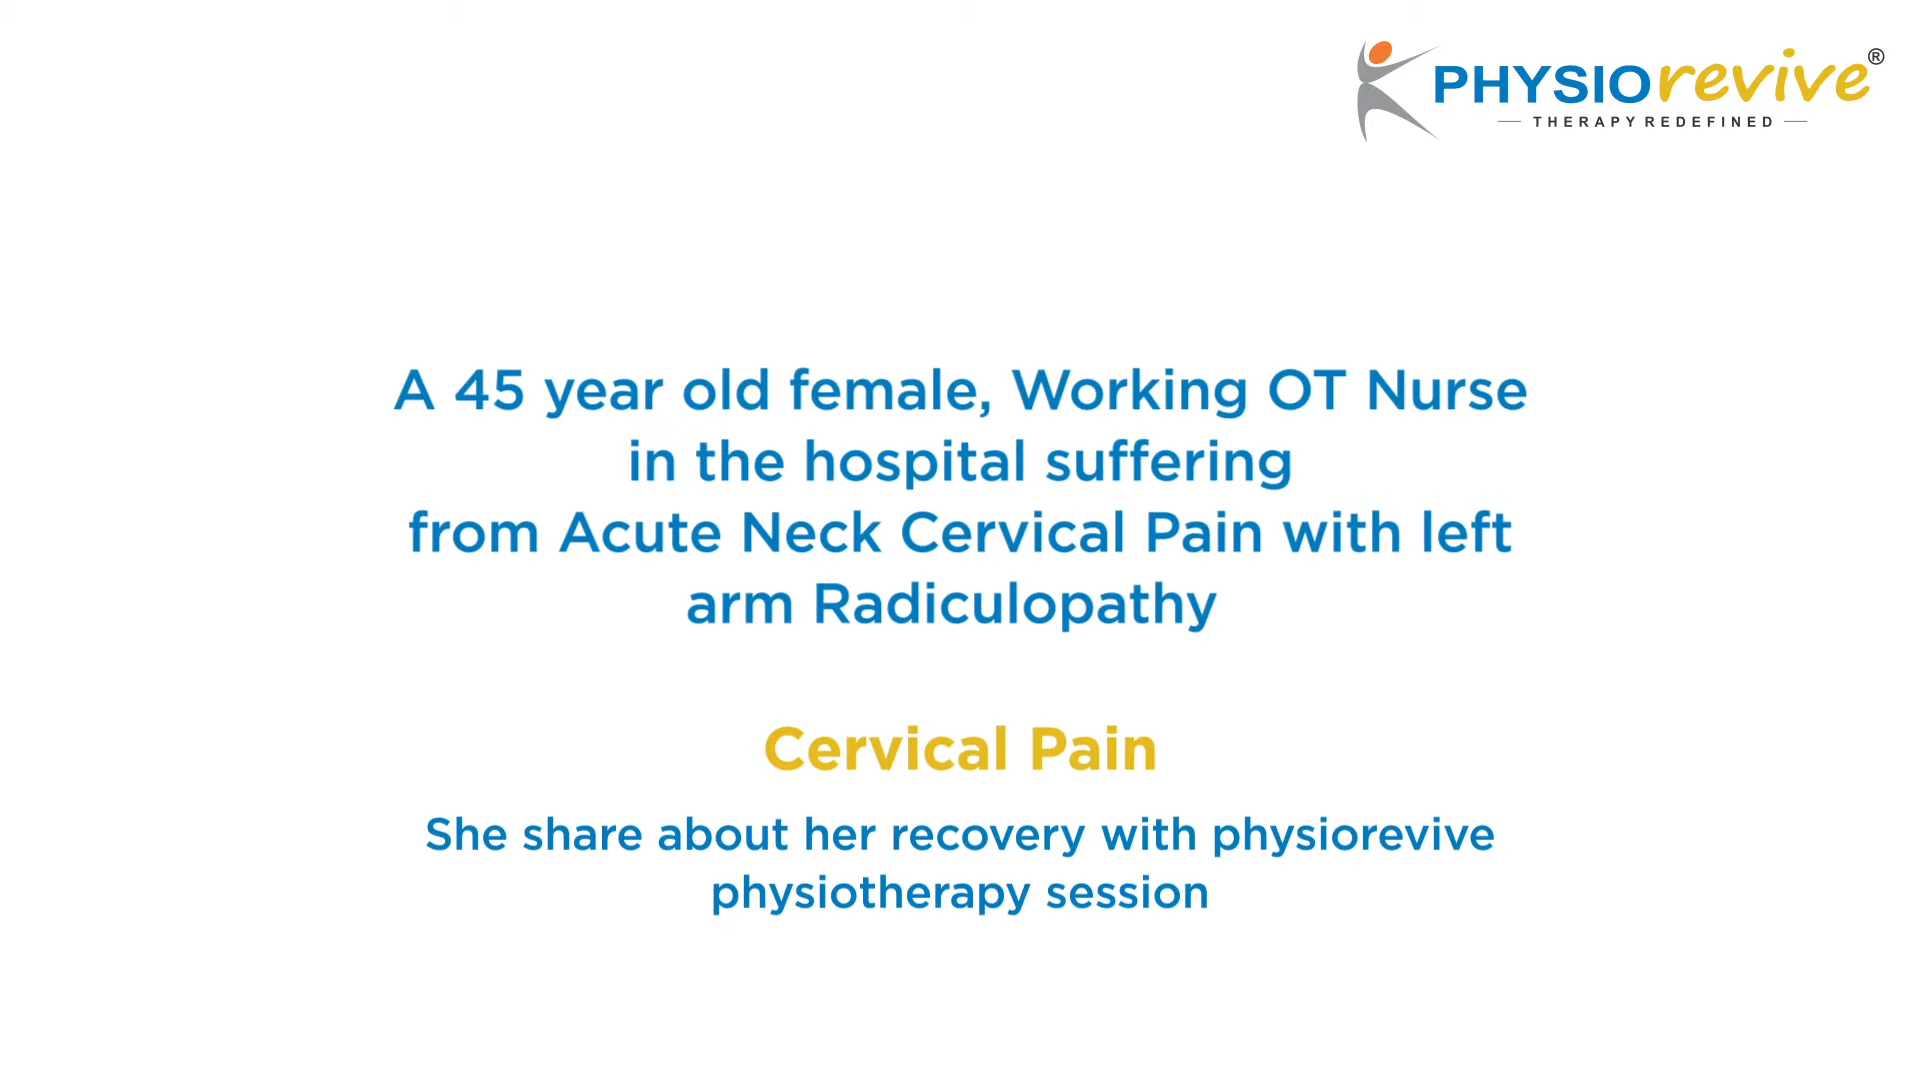 PHYSIOrevive®
THERAPY REDEFINED
A 45 year old female, Working OT Nurse
in the hospital suffering
from Acute Neck Cervical Pain with left
arm Radiculopathy
Cervical Pain
She share about her recovery with physiorevive
physiotherapy session